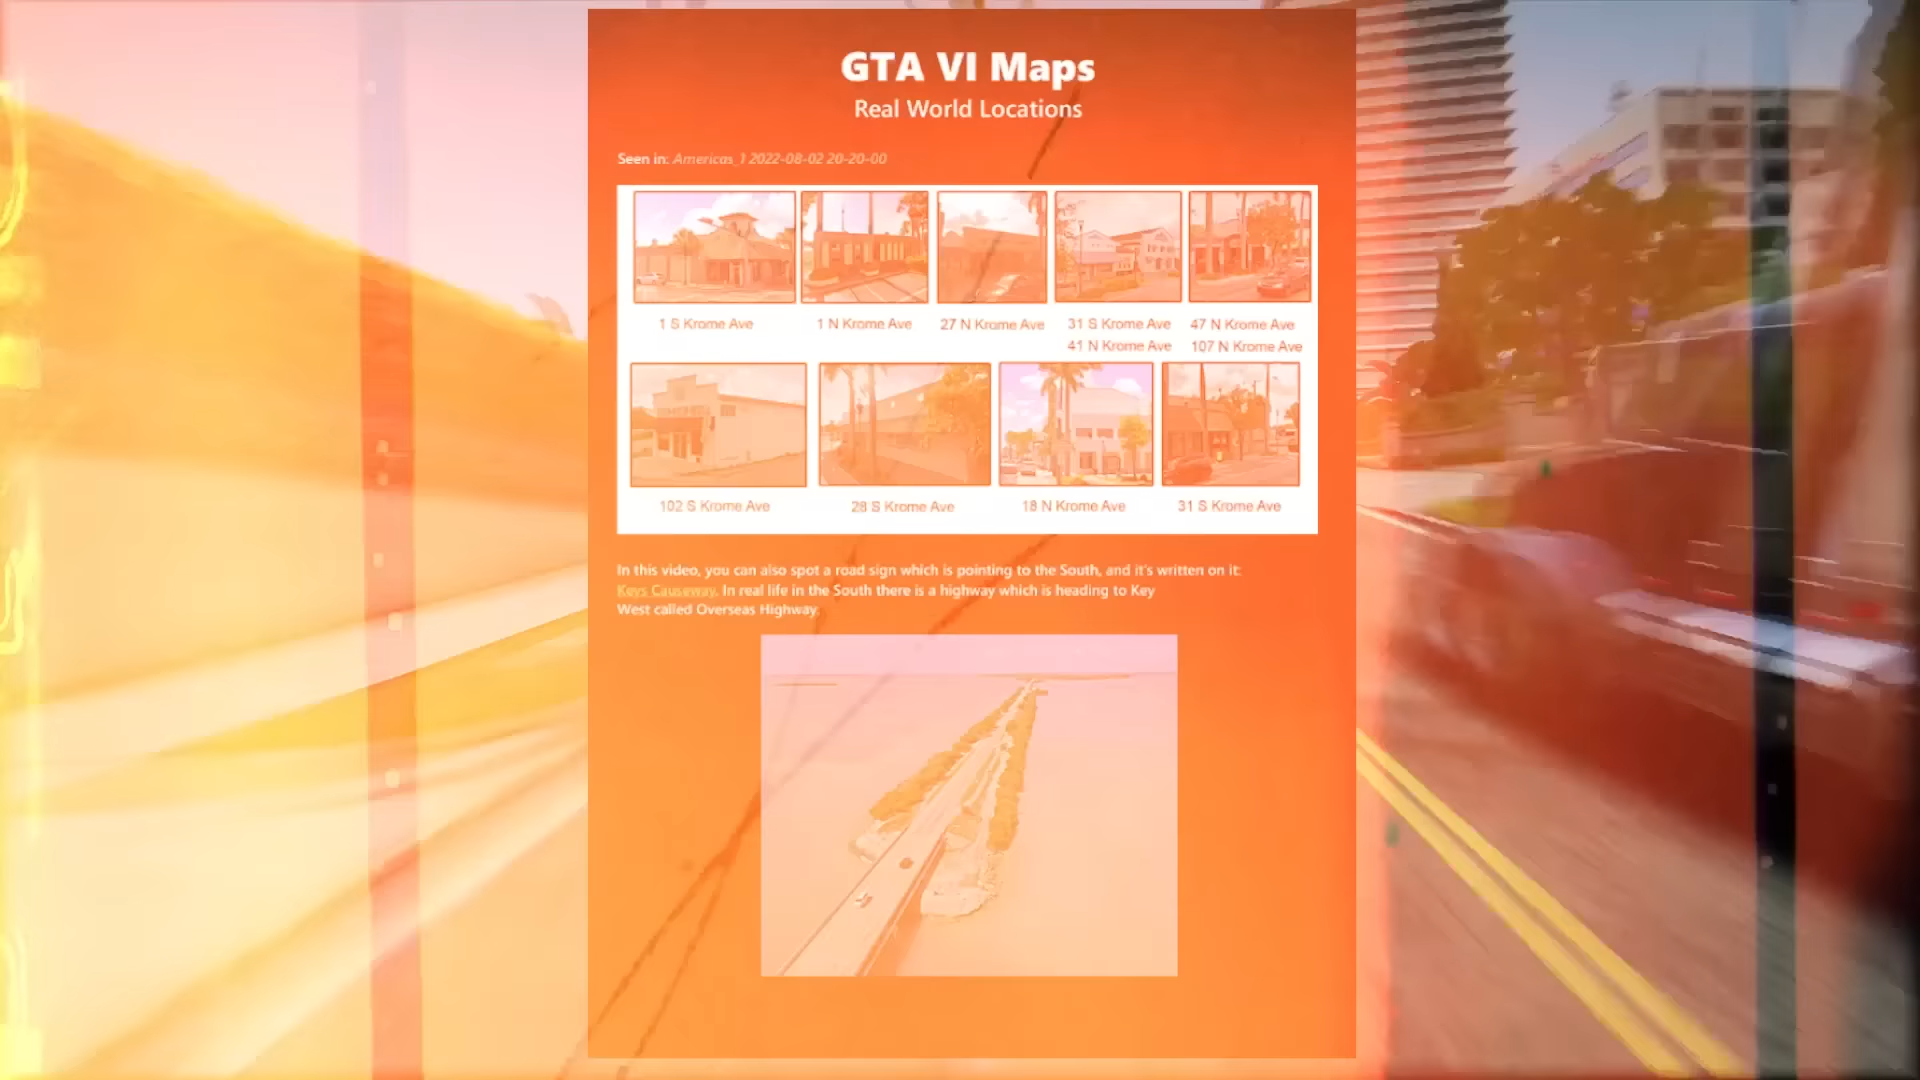 GTA VI Maps
Real World Locations
Seen in: Americas_1 2022-08-02 20-20-00
1 S Krome Ave
1 N Krome Ave
27 N Krome Ave
31 S Krome Ave
41 N Krome Ave
47 N Krome Ave
107 N Krome Ave
102 S Krome Ave
28 S Krome Ave
18 N Krome Ave
31 S Krome Ave
In this video, you can also spot a road sign which is pointing to the South, and it's written on it:
Keys Causeway. In real life in the South there is a highway which is heading to Key
West called Overseas Highway.